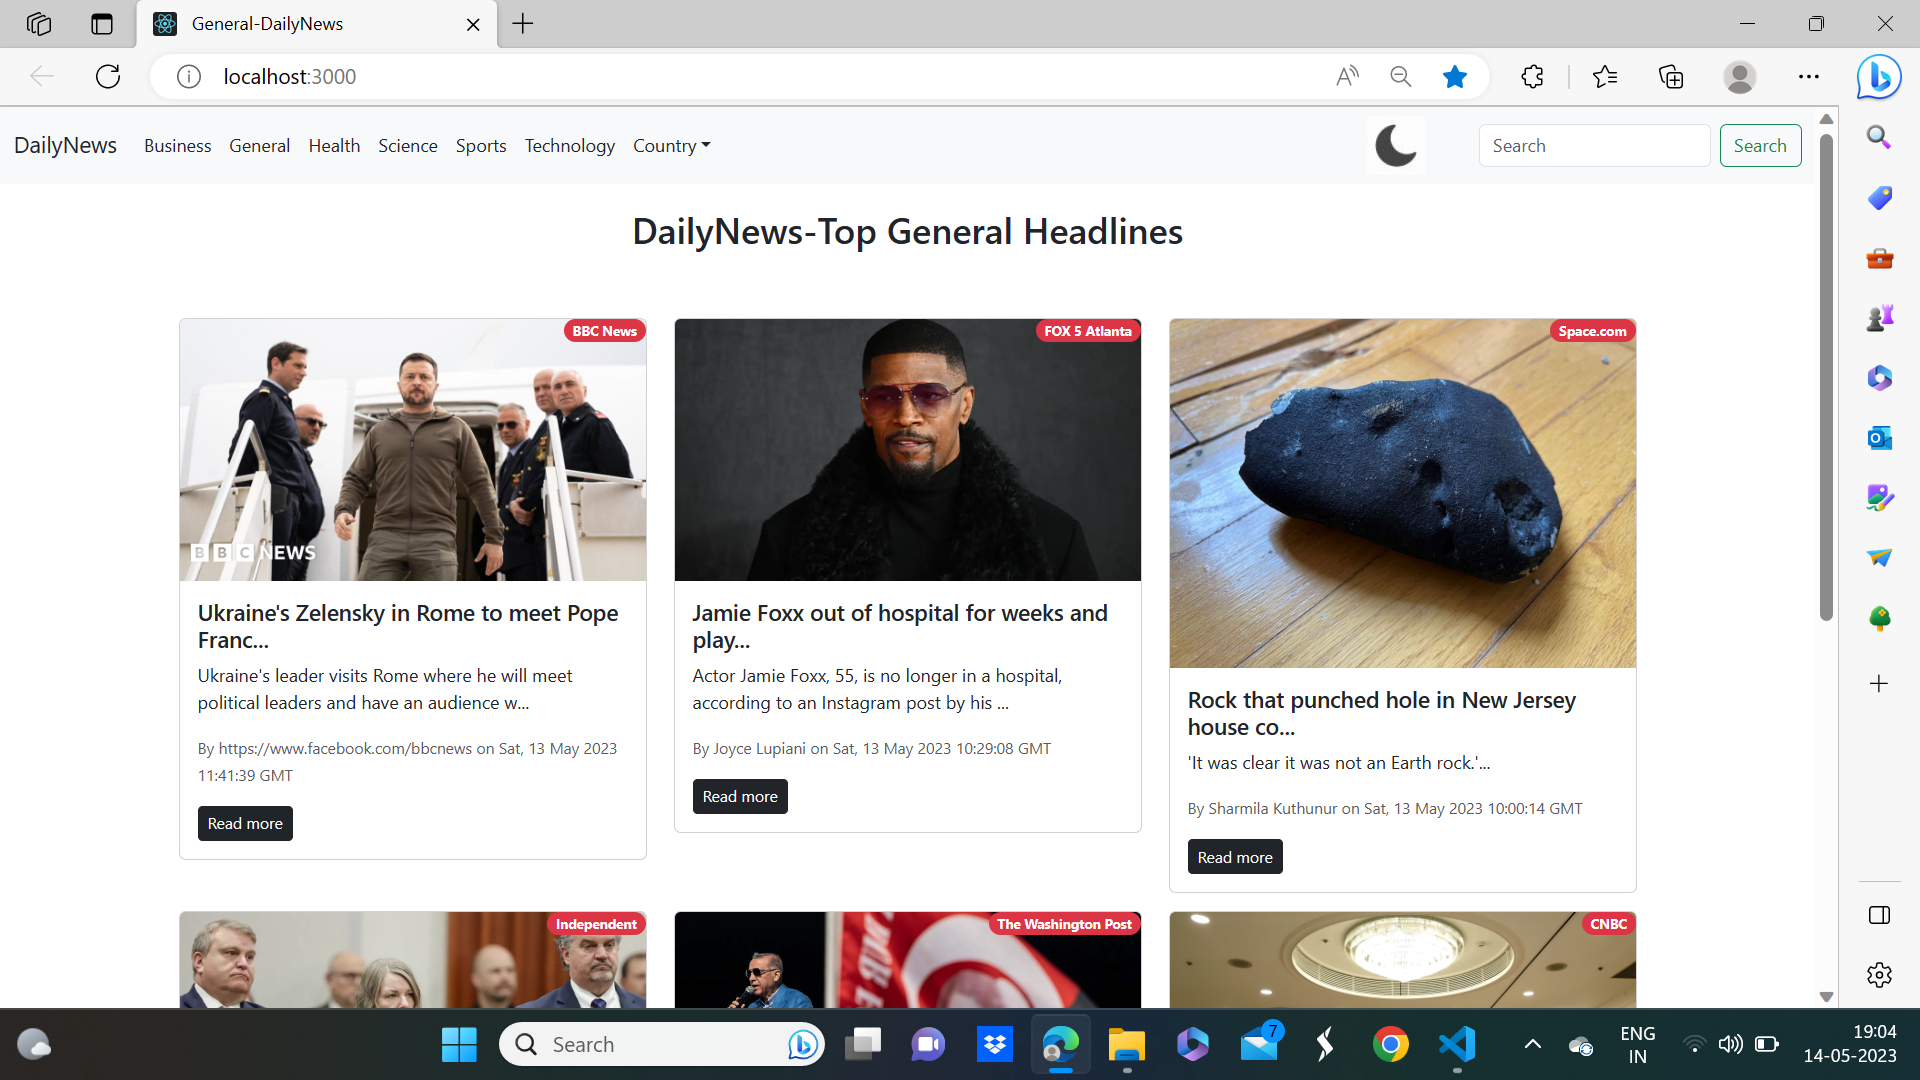 General-DailyNews
localhost:3000
DailyNews Business General Health Science Sports Technology Country Search Search
DailyNews-Top General Headlines
BBC News
BBC NEWS
Ukraine's Zelensky in Rome to meet Pope
Franc...
Ukraine's leader visits Rome where he will meet
political leaders and have an audience w...
By https://www.facebook.com/bbcnews on Sat, 13 May 2023
11:41:39 GMT
Read more
FOX 5 Atlanta
Jamie Foxx out of hospital for weeks and
play...
Actor Jamie Foxx, 55, is no longer in a hospital,
according to an Instagram post by his ...
By Joyce Lupiani on Sat, 13 May 2023 10:29:08 GMT
Read more
Space.com
Rock that punched hole in New Jersey
house co...
'It was clear it was not an Earth rock.'...
By Sharmila Kuthunur on Sat, 13 May 2023 10:00:14 GMT
Read more
Independent
The Washington Post
CNBC
Search
7
ENG
IN
19:04
14-05-2023